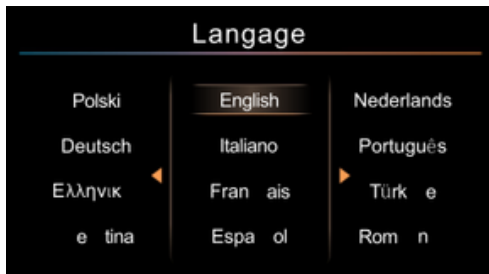 Langage
Polski English Nederlands
Deutsch Italiano Português
Ελληνικ Fran ais Türk e
e tina Espa ol Rom n